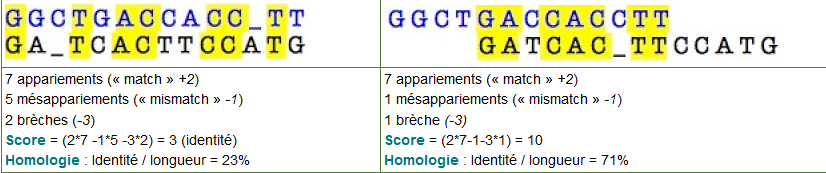 GGCTGACCACC_TT
GA_TCACTTCCATG
7 appariements (« match » +2)
5 mésappariements (« mismatch » -1)
2 brèches (-3)
Score = (2*7 -1*5 -3*2) = 3 (identité)
Homologie : Identité / longueur = 23%
GGCTGACCACCTT
GATCAC_TTCCATG
7 appariements (« match » +2)
1 mésappariements (« mismatch » -1)
1 brèche (-3)
Score = (2*7-1-3*1) = 10
Homologie : Identité / longueur = 71%